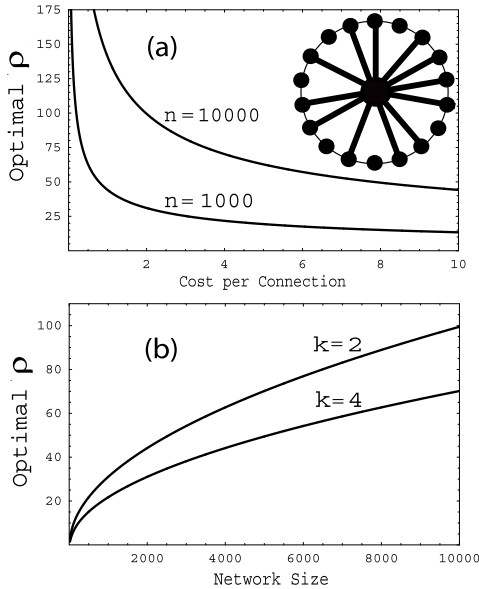 175
150
125
100
75
50
25
Optimal ρ
(a)
n=10000
n=1000
2 4 6 8 10
Cost per Connection
100
80
60
40
20
Optimal ρ
(b)
k=2
k=4
2000 4000 6000 8000 10000
Network Size